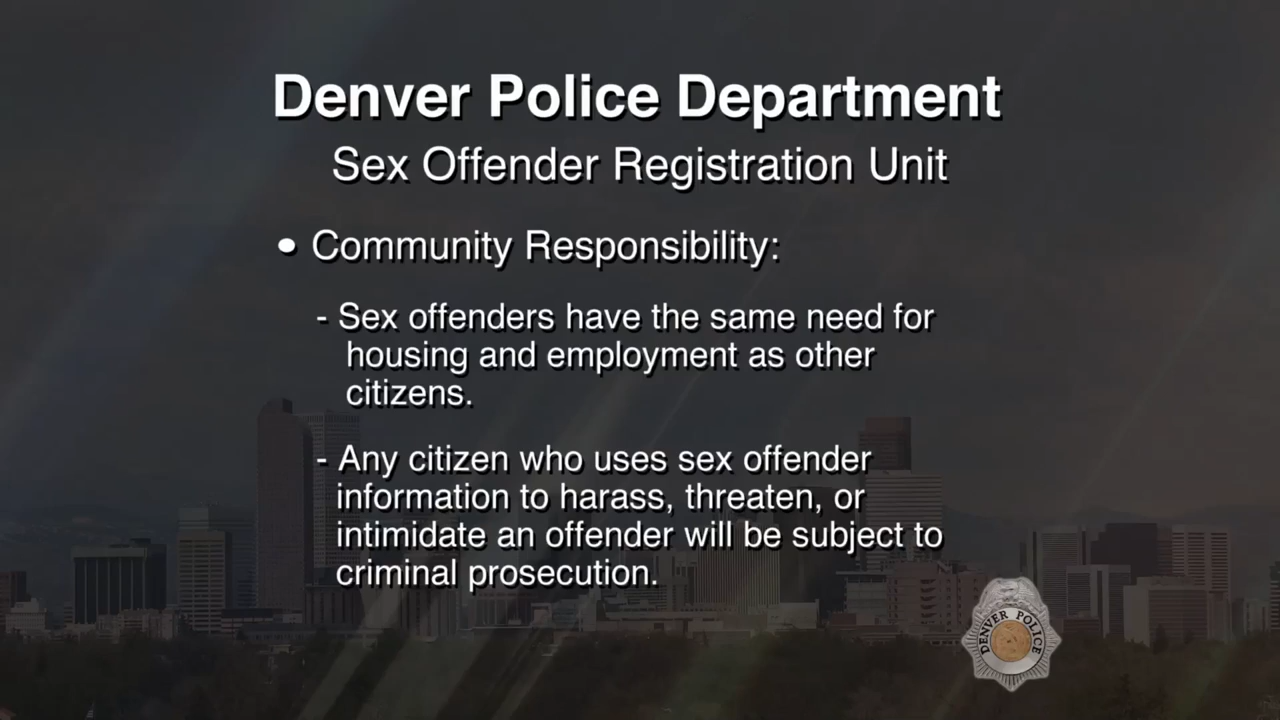 Denver Police Department
Sex Offender Registration Unit
• Community Responsibility:
- Sex offenders have the same need for
housing and employment as other
citizens.
- Any citizen who uses sex offender
information to harass, threaten, or
intimidate an offender will be subject to
criminal prosecution.
DENVER POLICE